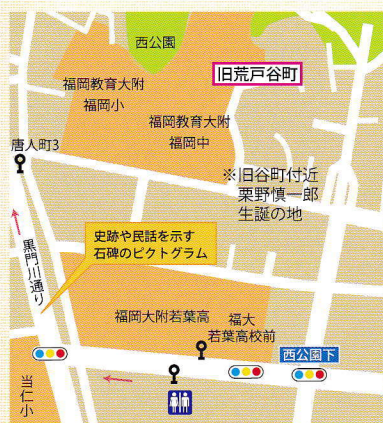 西公園
旧荒戸谷町
福岡教育大附
福岡小
福岡教育大附
福岡中
唐人町3
※旧谷町付近
栗野慎一郎
生誕の地
史跡や民話を示す
石碑のピクトグラム
黒門川通り
福岡大附若葉高
福大
若葉高校前
西公園下
当仁小